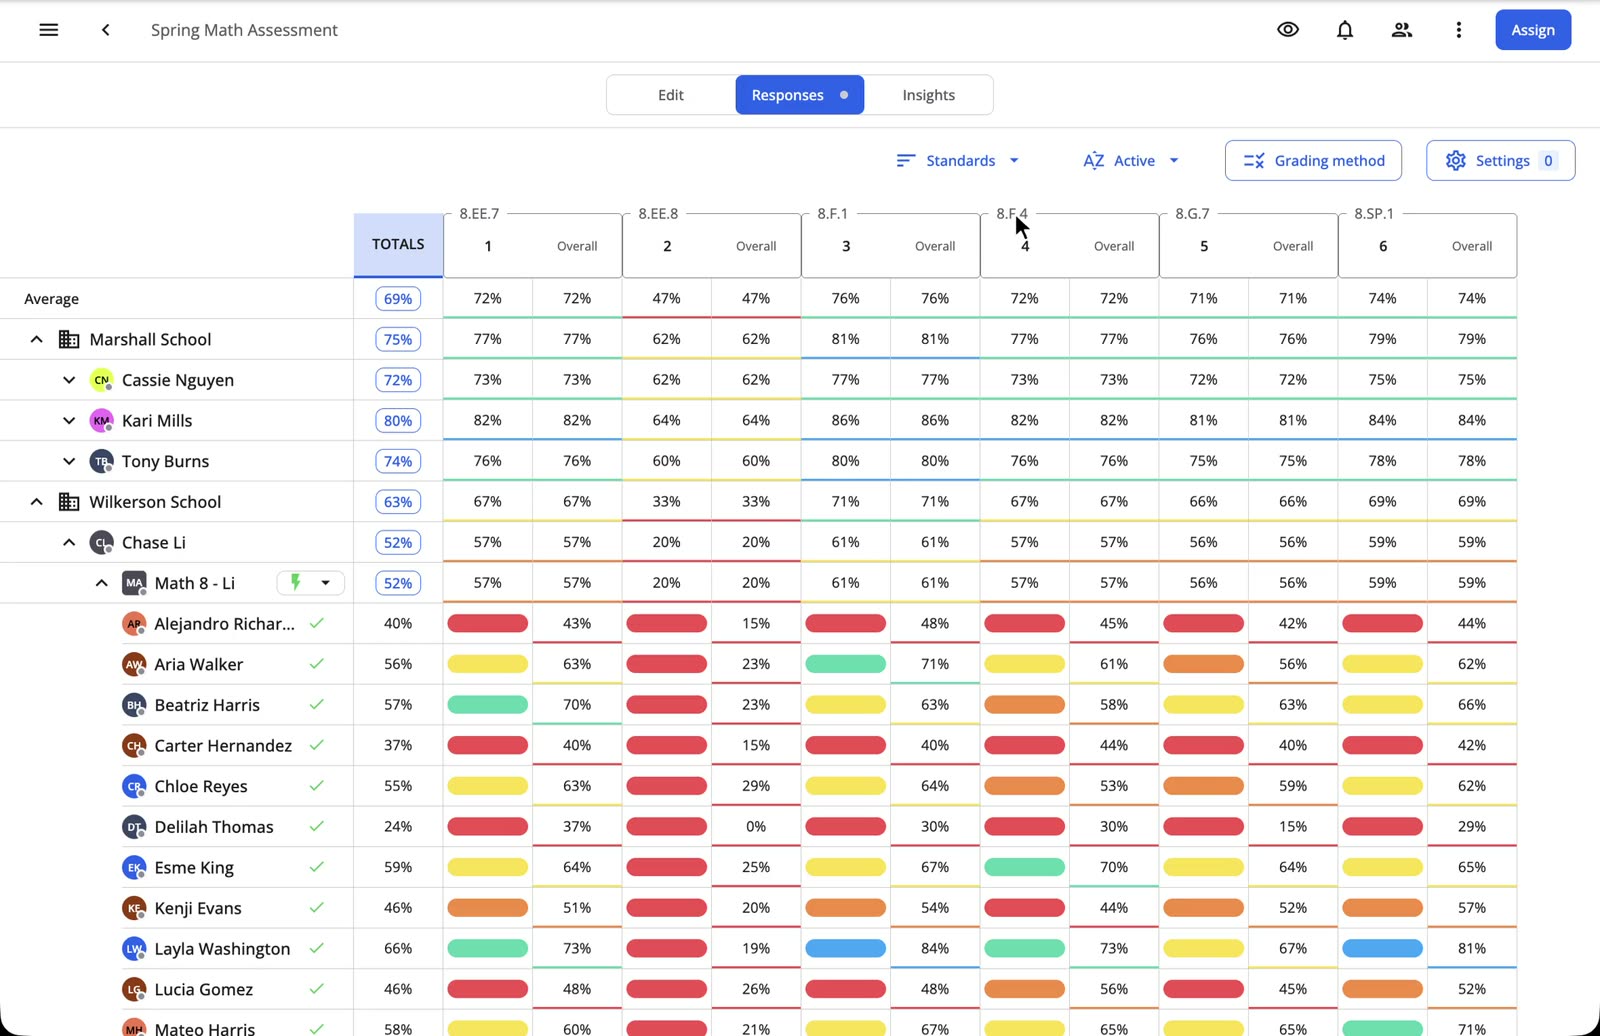 Spring Math Assessment
Assign
Edit Responses Insights
Standards AZ Active Grading method Settings 0
8.EE.7 8.EE.8 8.F.1 8.F.4 8.G.7 8.SP.1
TOTALS 1 Overall 2 Overall 3 Overall 4 Overall 5 Overall 6 Overall
Average 69% 72% 72% 47% 47% 76% 76% 72% 72% 71% 71% 74% 74%
Marshall School 75% 77% 77% 62% 62% 81% 81% 77% 77% 76% 76% 79% 79%
CN Cassie Nguyen 72% 73% 73% 62% 62% 77% 77% 73% 73% 72% 72% 75% 75%
KM Kari Mills 80% 82% 82% 64% 64% 86% 86% 82% 82% 81% 81% 84% 84%
TB Tony Burns 74% 76% 76% 60% 60% 80% 80% 76% 76% 75% 75% 78% 78%
Wilkerson School 63% 67% 67% 33% 33% 71% 71% 67% 67% 66% 66% 69% 69%
CL Chase Li 52% 57% 57% 20% 20% 61% 61% 57% 57% 56% 56% 59% 59%
MA Math 8 - Li 52% 57% 57% 20% 20% 61% 61% 57% 57% 56% 56% 59% 59%
AR Alejandro Richar... 40% 43% 15% 48% 45% 42% 44%
AW Aria Walker 56% 63% 23% 71% 61% 56% 62%
BH Beatriz Harris 57% 70% 23% 63% 58% 63% 66%
CH Carter Hernandez 37% 40% 15% 40% 44% 40% 42%
CR Chloe Reyes 55% 63% 29% 64% 53% 59% 62%
DT Delilah Thomas 24% 37% 0% 30% 30% 15% 29%
EK Esme King 59% 64% 25% 67% 70% 64% 65%
KE Kenji Evans 46% 51% 20% 54% 44% 52% 57%
LW Layla Washington 66% 73% 19% 84% 73% 67% 81%
LG Lucia Gomez 46% 48% 26% 48% 56% 45% 52%
MH Mateo Harris 58% 60% 21% 67% 65% 65% 71%